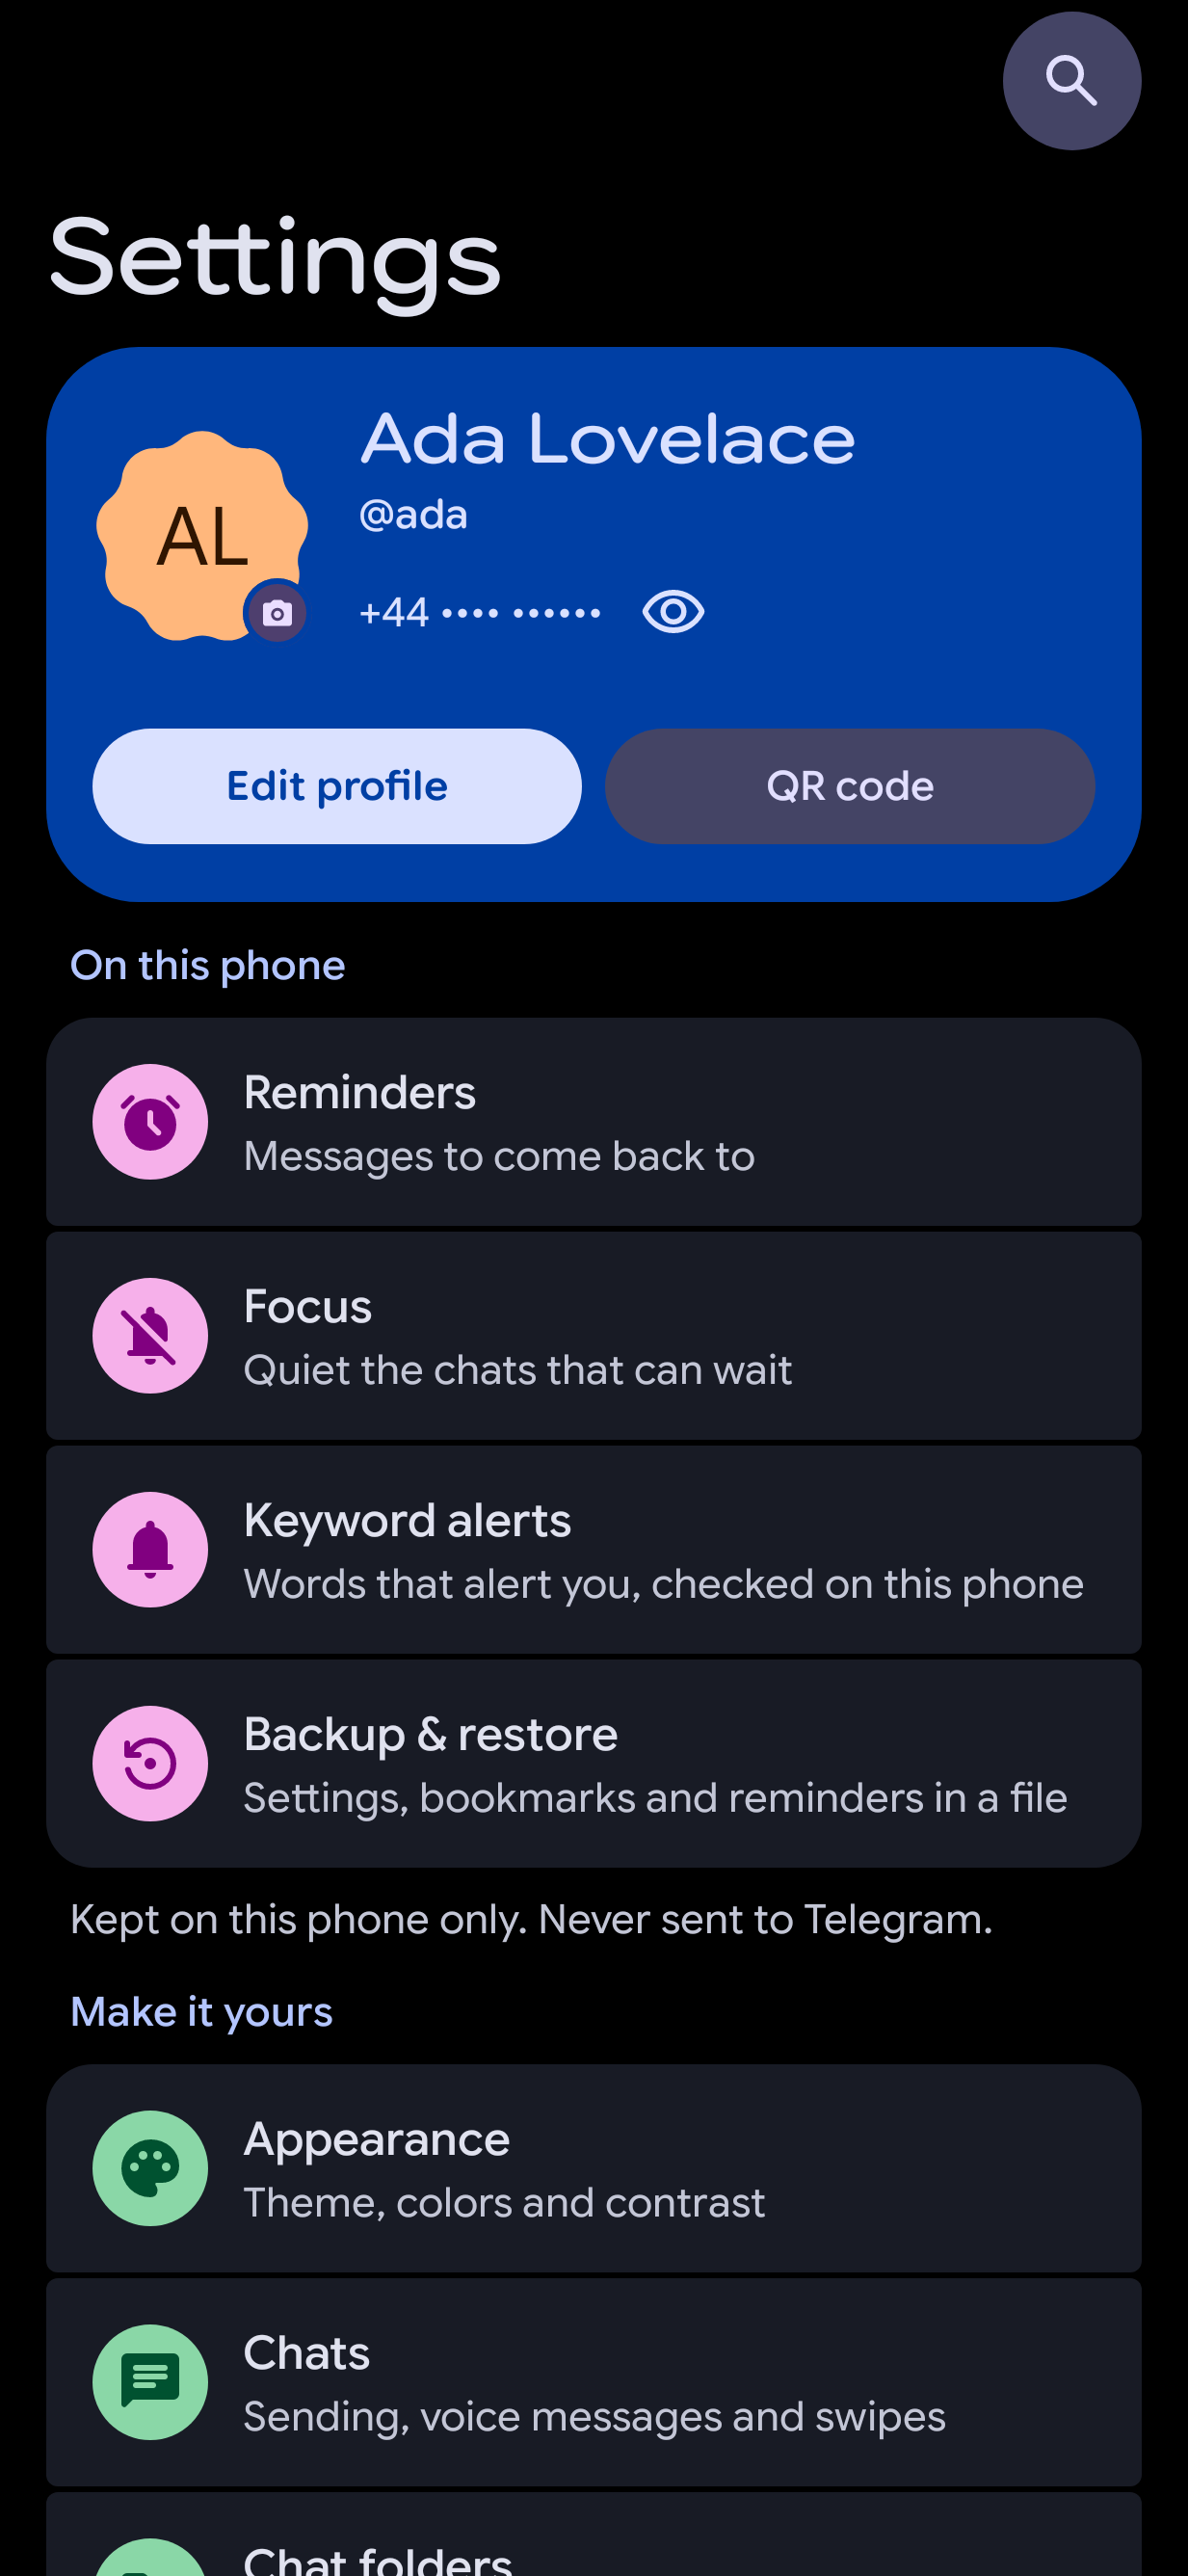 Settings
AL
Ada Lovelace
@ada
+44 •••• ••••••
Edit profile
QR code
On this phone
Reminders
Messages to come back to
Focus
Quiet the chats that can wait
Keyword alerts
Words that alert you, checked on this phone
Backup & restore
Settings, bookmarks and reminders in a file
Kept on this phone only. Never sent to Telegram.
Make it yours
Appearance
Theme, colors and contrast
Chats
Sending, voice messages and swipes
Chat folders